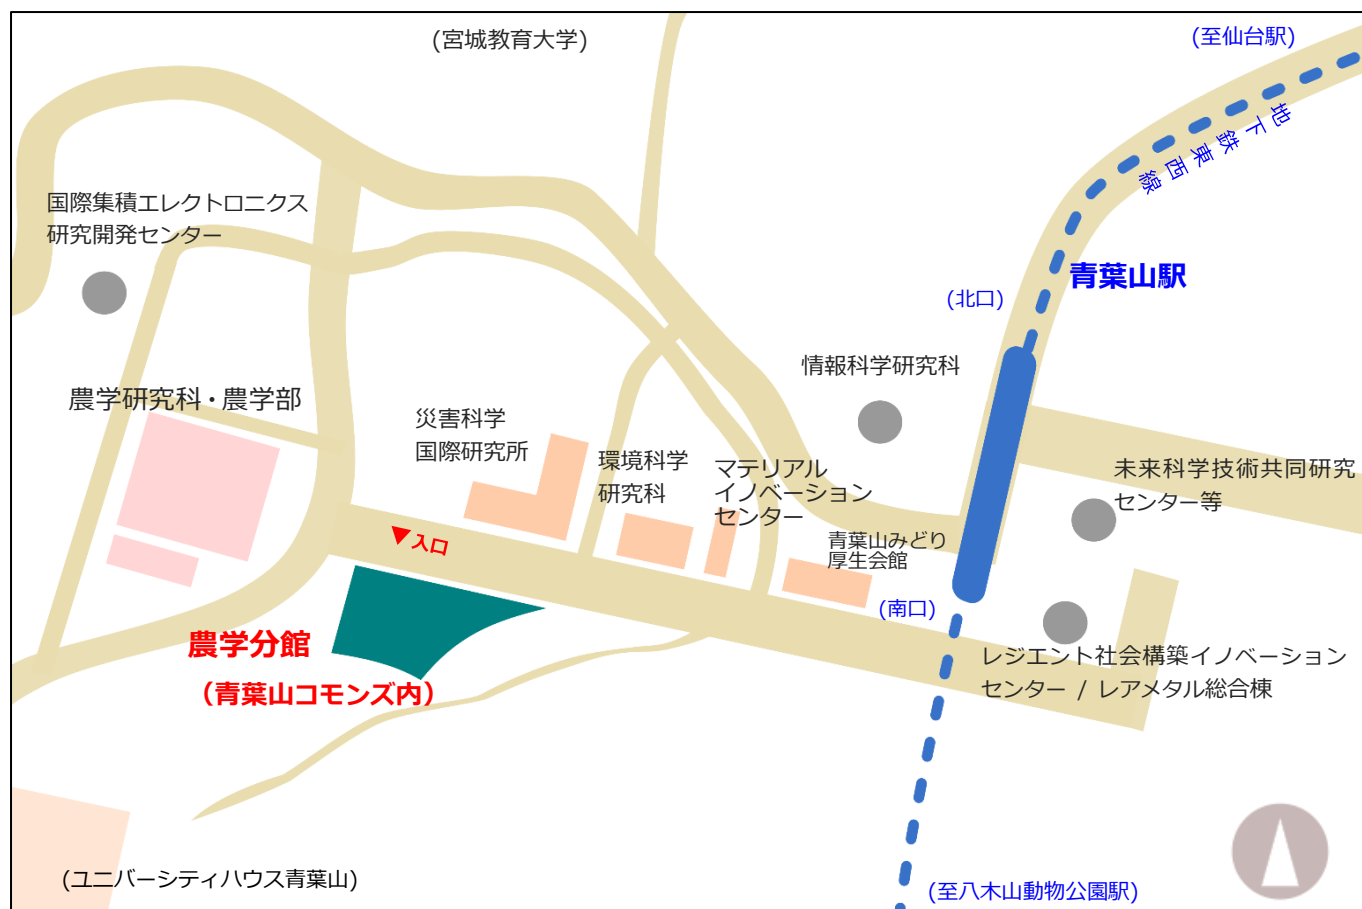 (宮城教育大学)
(至仙台駅)
地下鉄東西線
国際集積エレクトロニクス
研究開発センター
青葉山駅
(北口)
情報科学研究科
農学研究科・農学部
災害科学
国際研究所
環境科学
研究科
マテリアル
イノベーション
センター
未来科学技術共同研究
センター等
入口
青葉山みどり
厚生会館
(南口)
農学分館
（青葉山コモンズ内）
レジエント社会構築イノベーション
センター / レアメタル総合棟
(ユニバーシティハウス青葉山)
(至八木山動物公園駅)